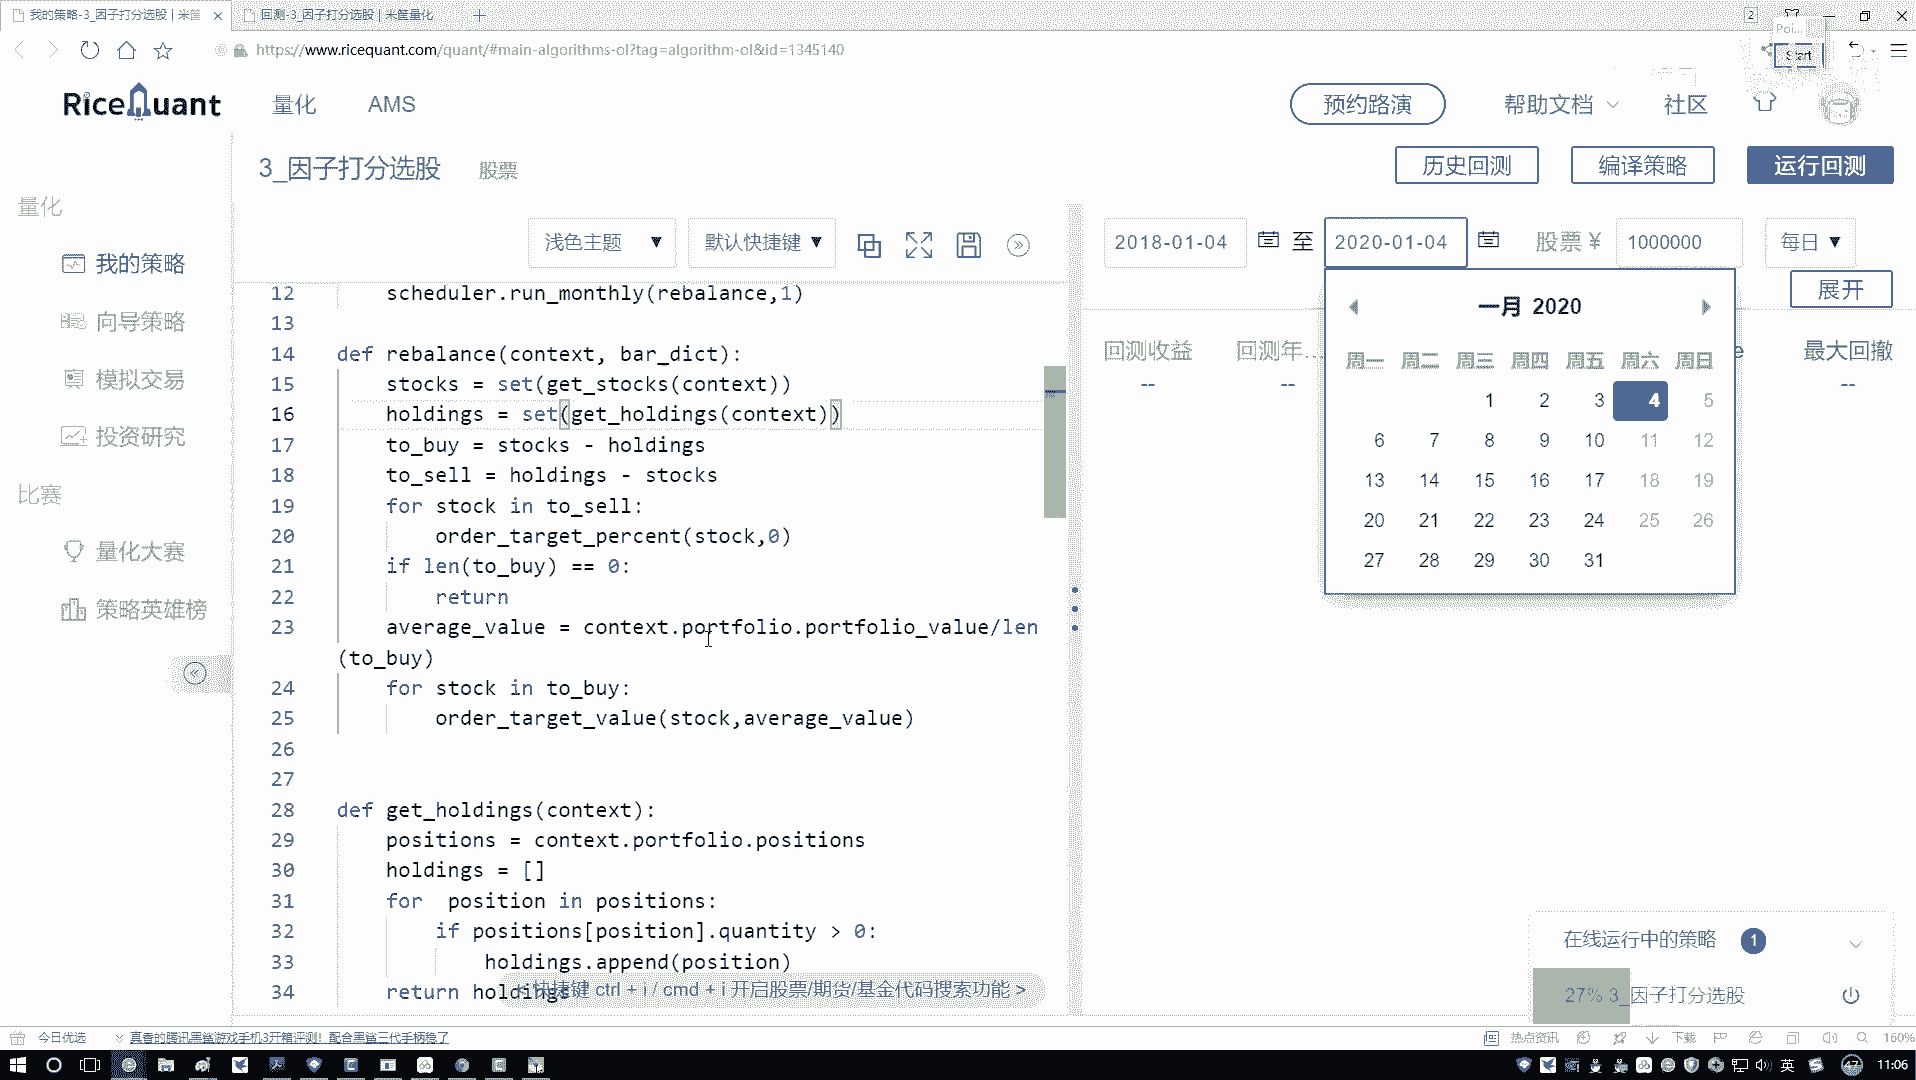 我的策略-3_因子打分选股 | 米筐
回测-3_因子打分选股 | 米筐量化
2
Poi...
https://www.ricequant.com/quant/#main-algorithms-ol?tag=algorithm-ol&id=1345140
Start
RiceQuant
量化
AMS
预约路演
帮助文档
社区
3_因子打分选股
股票
历史回测
编译策略
运行回测
量化
我的策略
向导策略
模拟交易
投资研究
比赛
量化大赛
策略英雄榜
浅色主题
默认快捷键
2018-01-04
至
2020-01-04
股票 ¥
1000000
每日
展开
12 scheduler.run_monthly(rebalance,1)
13
14 def rebalance(context, bar_dict):
15 stocks = set(get_stocks(context))
16 holdings = set(get_holdings(context))
17 to_buy = stocks - holdings
18 to_sell = holdings - stocks
19 for stock in to_sell:
20 order_target_percent(stock,0)
21 if len(to_buy) == 0:
22 return
23 average_value = context.portfolio.portfolio_value/len
(to_buy)
24 for stock in to_buy:
25 order_target_value(stock,average_value)
26
27
28 def get_holdings(context):
29 positions = context.portfolio.positions
30 holdings = []
31 for position in positions:
32 if positions[position].quantity > 0:
33 holdings.append(position)
34 return holdings
快捷键 ctrl + i / cmd + i 开启股票/期货/基金代码搜索功能 >
回测收益
回测年...
e
最大回撤
--
--
--
一月 2020
周一 周二 周三 周四 周五 周六 周日
1 2 3 4 5
6 7 8 9 10 11 12
13 14 15 16 17 18 19
20 21 22 23 24 25 26
27 28 29 30 31
在线运行中的策略 1
27% 3_因子打分选股
今日优选
真香的腾讯黑鲨游戏手机3开箱评测！配合黑鲨三代手柄稳了
热点资讯
下载
160%
英
47
11:06